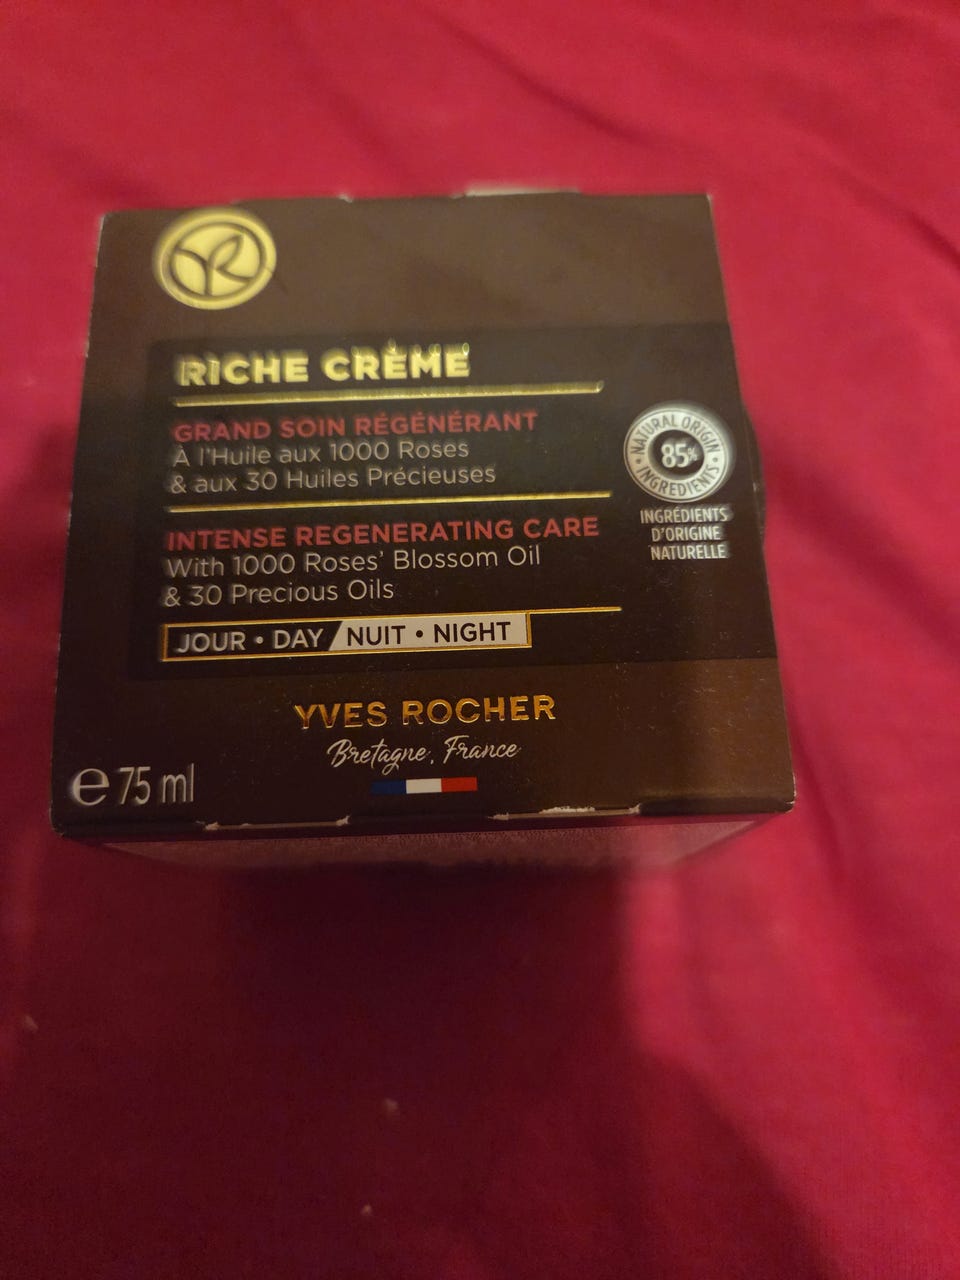 RICHE CRÈME
GRAND SOIN RÉGÉNÉRANT
À l'Huile aux 1000 Roses
& aux 30 Huiles Précieuses
INTENSE REGENERATING CARE
With 1000 Roses' Blossom Oil
& 30 Precious Oils
JOUR • DAY NUIT • NIGHT
NATURAL ORIGIN
85%
INGREDIENTS
INGRÉDIENTS
D'ORIGINE
NATURELLE
YVES ROCHER
Bretagne, France
e 75 ml